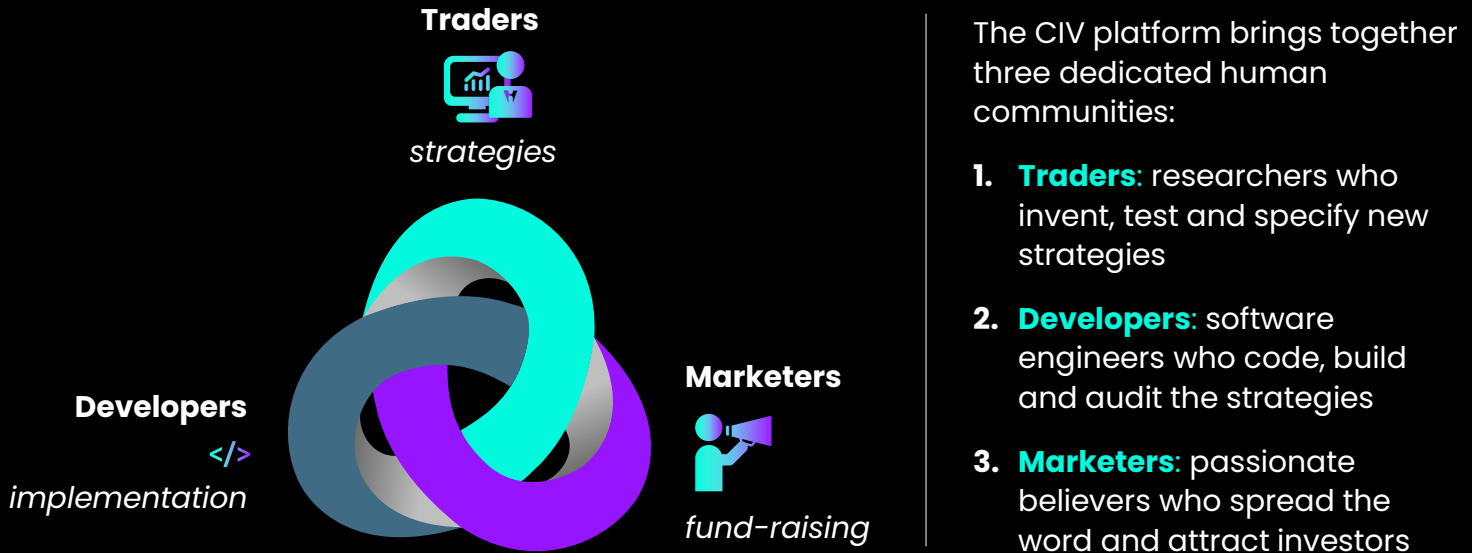 Traders
strategies
Developers
</>
implementation
Marketers
fund-raising
The CIV platform brings together
three dedicated human
communities:
1. Traders: researchers who
invent, test and specify new
strategies
2. Developers: software
engineers who code, build
and audit the strategies
3. Marketers: passionate
believers who spread the
word and attract investors